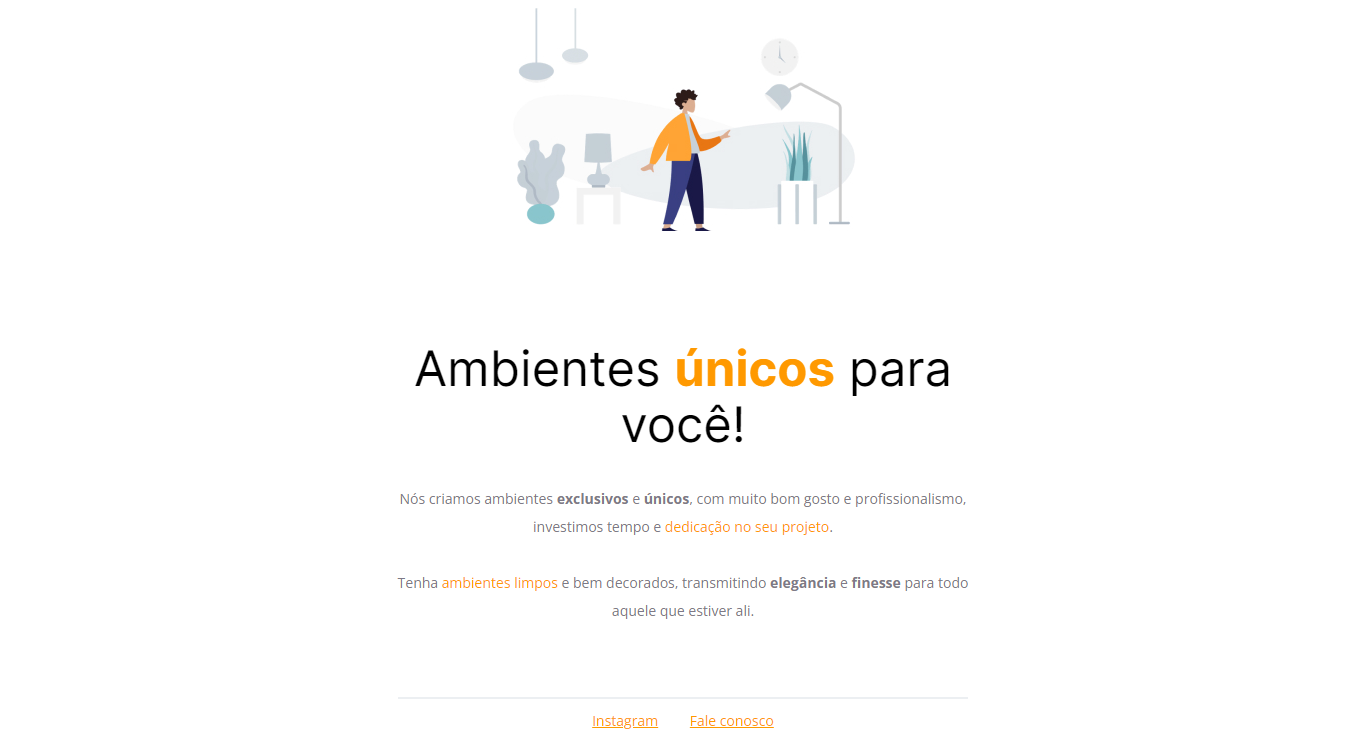 Ambientes únicos para
você!
Nós criamos ambientes exclusivos e únicos, com muito bom gosto e profissionalismo,
investimos tempo e dedicação no seu projeto.
Tenha ambientes limpos e bem decorados, transmitindo elegância e finesse para todo
aquele que estiver ali.
Instagram Fale conosco